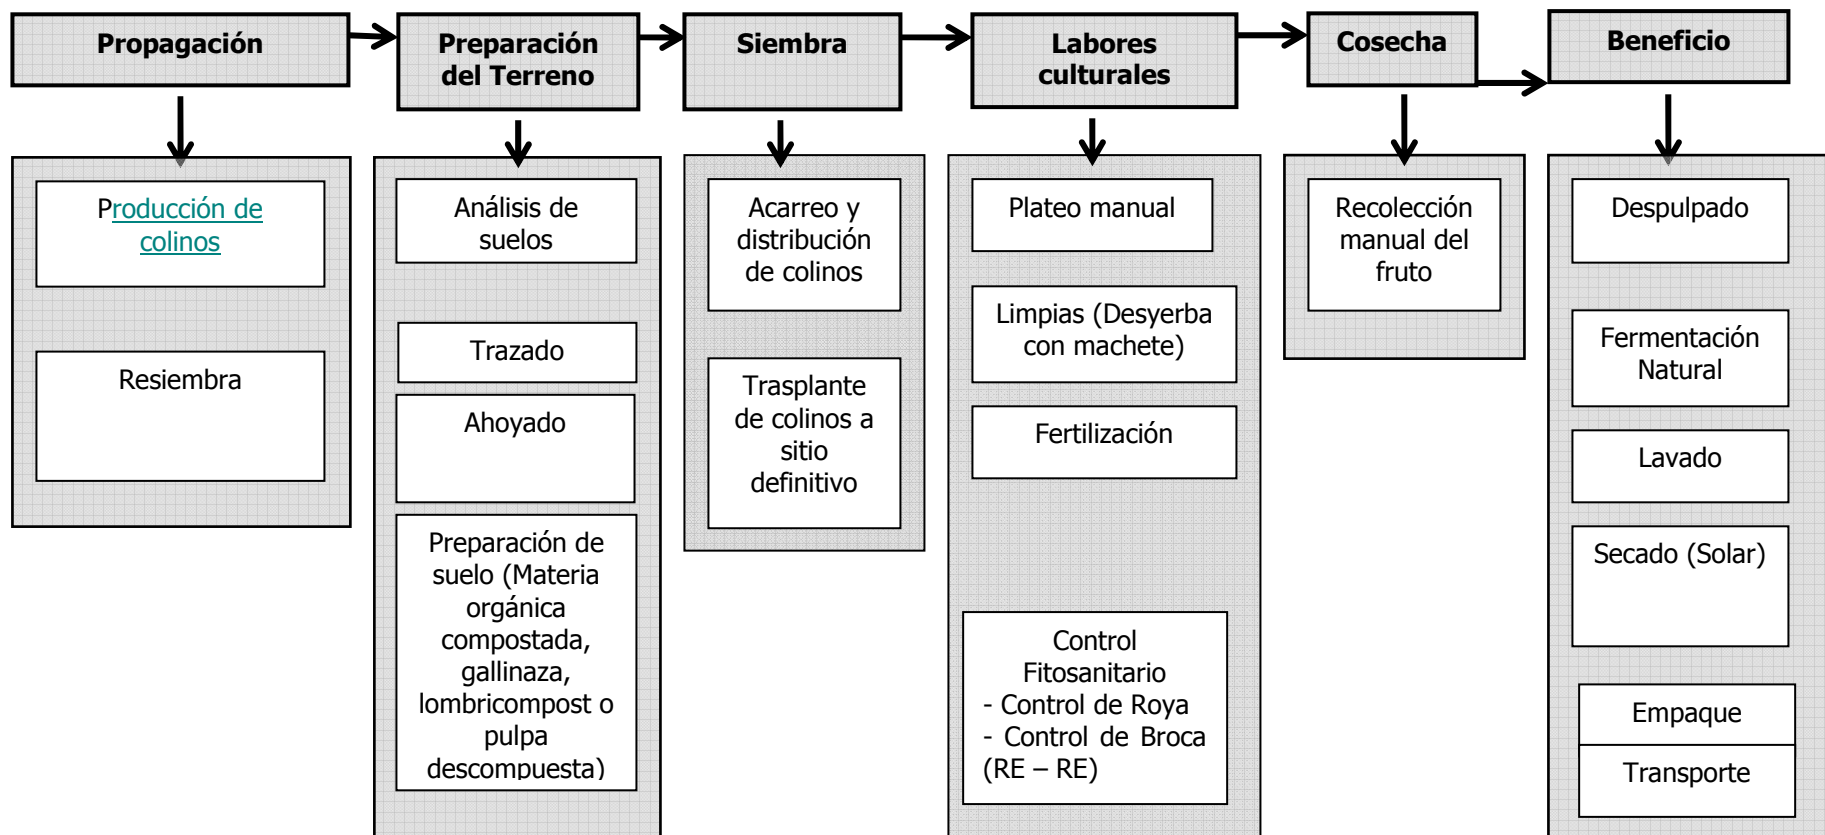 Propagación
Preparación
del Terreno
Siembra
Labores
culturales
Cosecha
Beneficio
Producción de
colinos
Resiembra
Análisis de
suelos
Trazado
Ahoyado
Preparación de
suelo (Materia
orgánica
compostada,
gallinaza,
lombricompost o
pulpa
descompuesta)
Acarreo y
distribución
de colinos
Trasplante
de colinos a
sitio
definitivo
Plateo manual
Limpias (Desyerba
con machete)
Fertilización
Control
Fitosanitario
- Control de Roya
- Control de Broca
(RE – RE)
Recolección
manual del
fruto
Despulpado
Fermentación
Natural
Lavado
Secado (Solar)
Empaque
Transporte